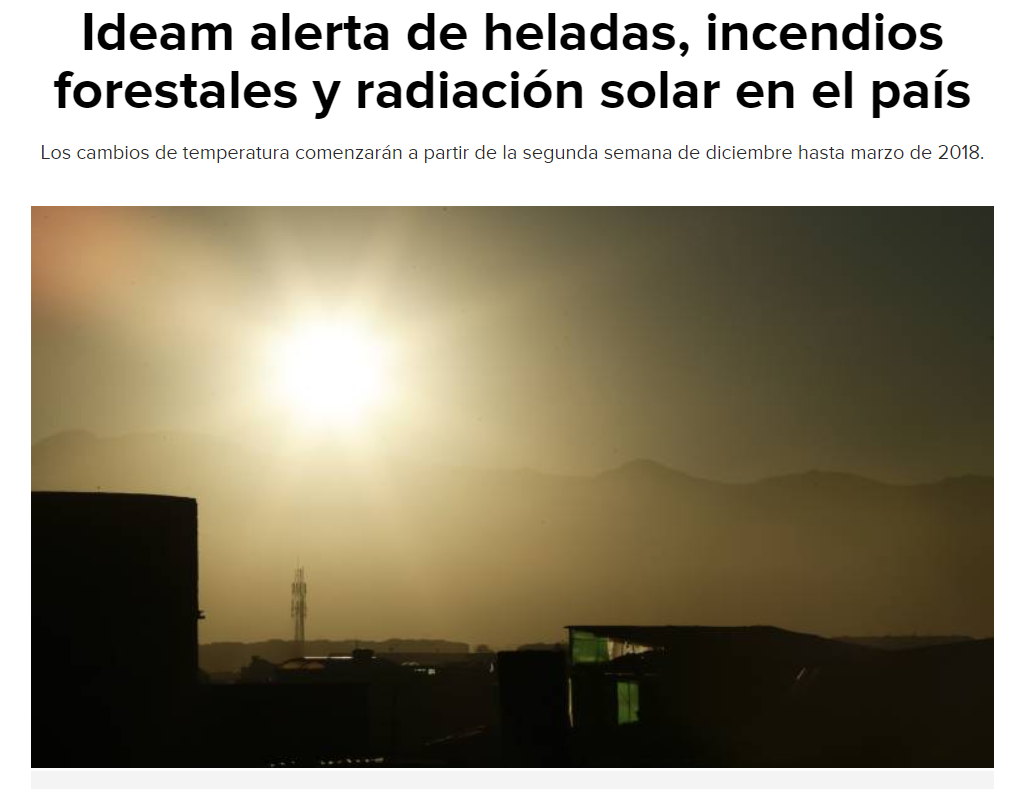 Ideam alerta de heladas, incendios
forestales y radiación solar en el país
Los cambios de temperatura comenzarán a partir de la segunda semana de diciembre hasta marzo de 2018.